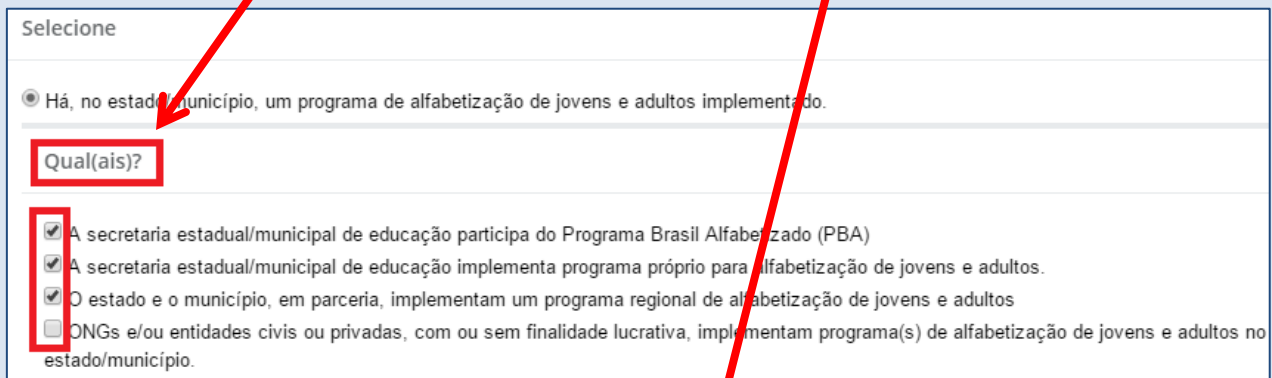 Selecione
Há, no estado/município, um programa de alfabetização de jovens e adultos implementado.
Qual(ais)?
A secretaria estadual/municipal de educação participa do Programa Brasil Alfabetizado (PBA)
A secretaria estadual/municipal de educação implementa programa próprio para alfabetização de jovens e adultos.
O estado e o município, em parceria, implementam um programa regional de alfabetização de jovens e adultos
ONGs e/ou entidades civis ou privadas, com ou sem finalidade lucrativa, implementam programa(s) de alfabetização de jovens e adultos no
estado/município.